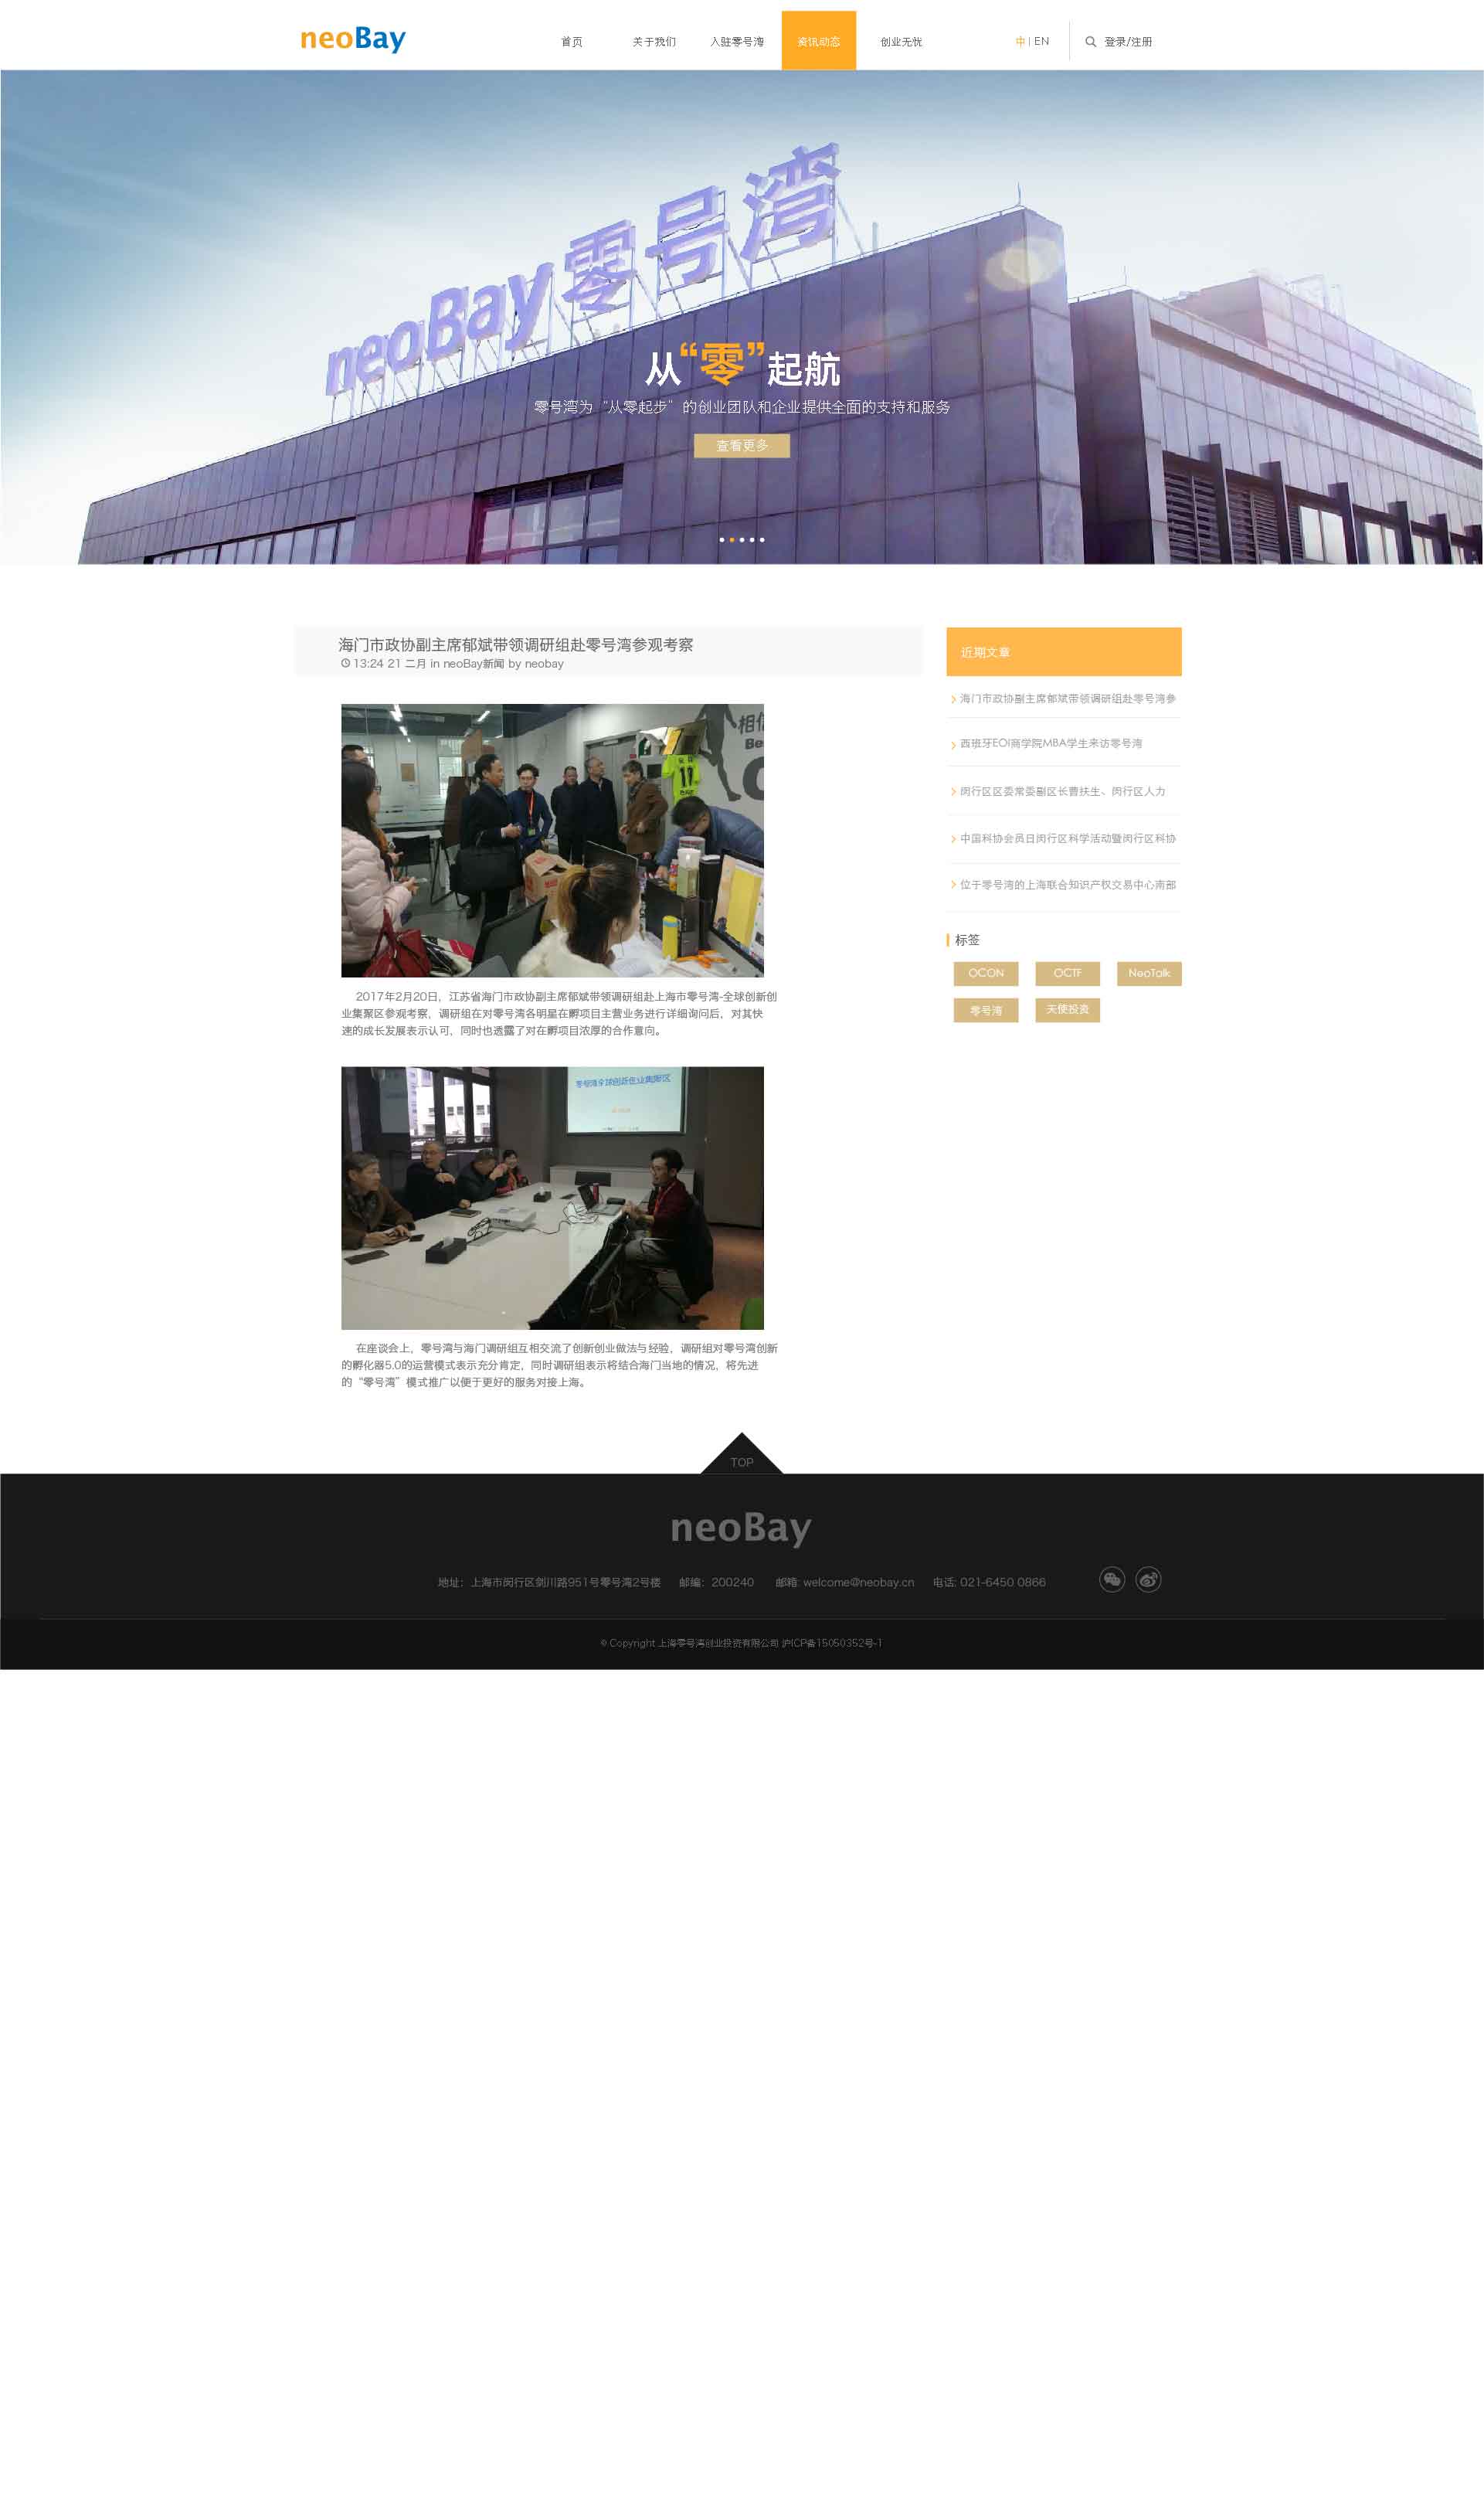 neoBay
首页
关于我们
入驻零号湾
资讯动态
创业无忧
中 | EN
登录/注册
neoBay零号湾
从“零”起航
零号湾为“从零起步”的创业团队和企业提供全面的支持和服务
查看更多
海门市政协副主席郁斌带领调研组赴零号湾参观考察
13:24 21 二月 in neoBay新闻 by neobay
相信
Be
17
2017年2月20日，江苏省海门市政协副主席郁斌带领调研组赴上海市零号湾-全球创新创
业集聚区参观考察，调研组在对零号湾各明星在孵项目主营业务进行详细询问后，对其快
速的成长发展表示认可，同时也透露了对在孵项目浓厚的合作意向。
在座谈会上，零号湾与海门调研组互相交流了创新创业做法与经验，调研组对零号湾创新
的孵化器5.0的运营模式表示充分肯定，同时调研组表示将结合海门当地的情况，将先进
的“零号湾”模式推广以便于更好的服务对接上海。
近期文章
海门市政协副主席郁斌带领调研组赴零号湾参
西班牙EOI商学院MBA学生来访零号湾
闵行区区委常委副区长曹扶生、闵行区人力
中国科协会员日闵行区科学活动暨闵行区科协
位于零号湾的上海联合知识产权交易中心南部
标签
OCON
OCTF
NeoTalk
零号湾
天使投资
TOP
neoBay
地址：上海市闵行区剑川路951号零号湾2号楼
邮编：200240
邮箱: welcome@neobay.cn
电话: 021-6450 0866
© Copyright 上海零号湾创业投资有限公司 沪ICP备15050352号-1